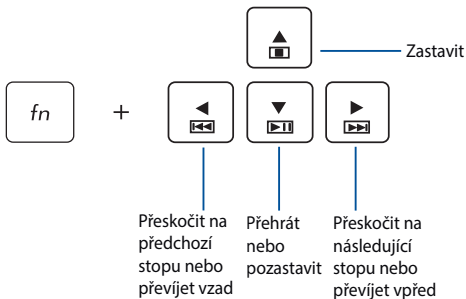 Zastavit
fn +
Přeskočit na
předchozí
stopu nebo
převíjet vzad
Přehrát
nebo
pozastavit
Přeskočit na
následující
stopu nebo
převíjet vpřed